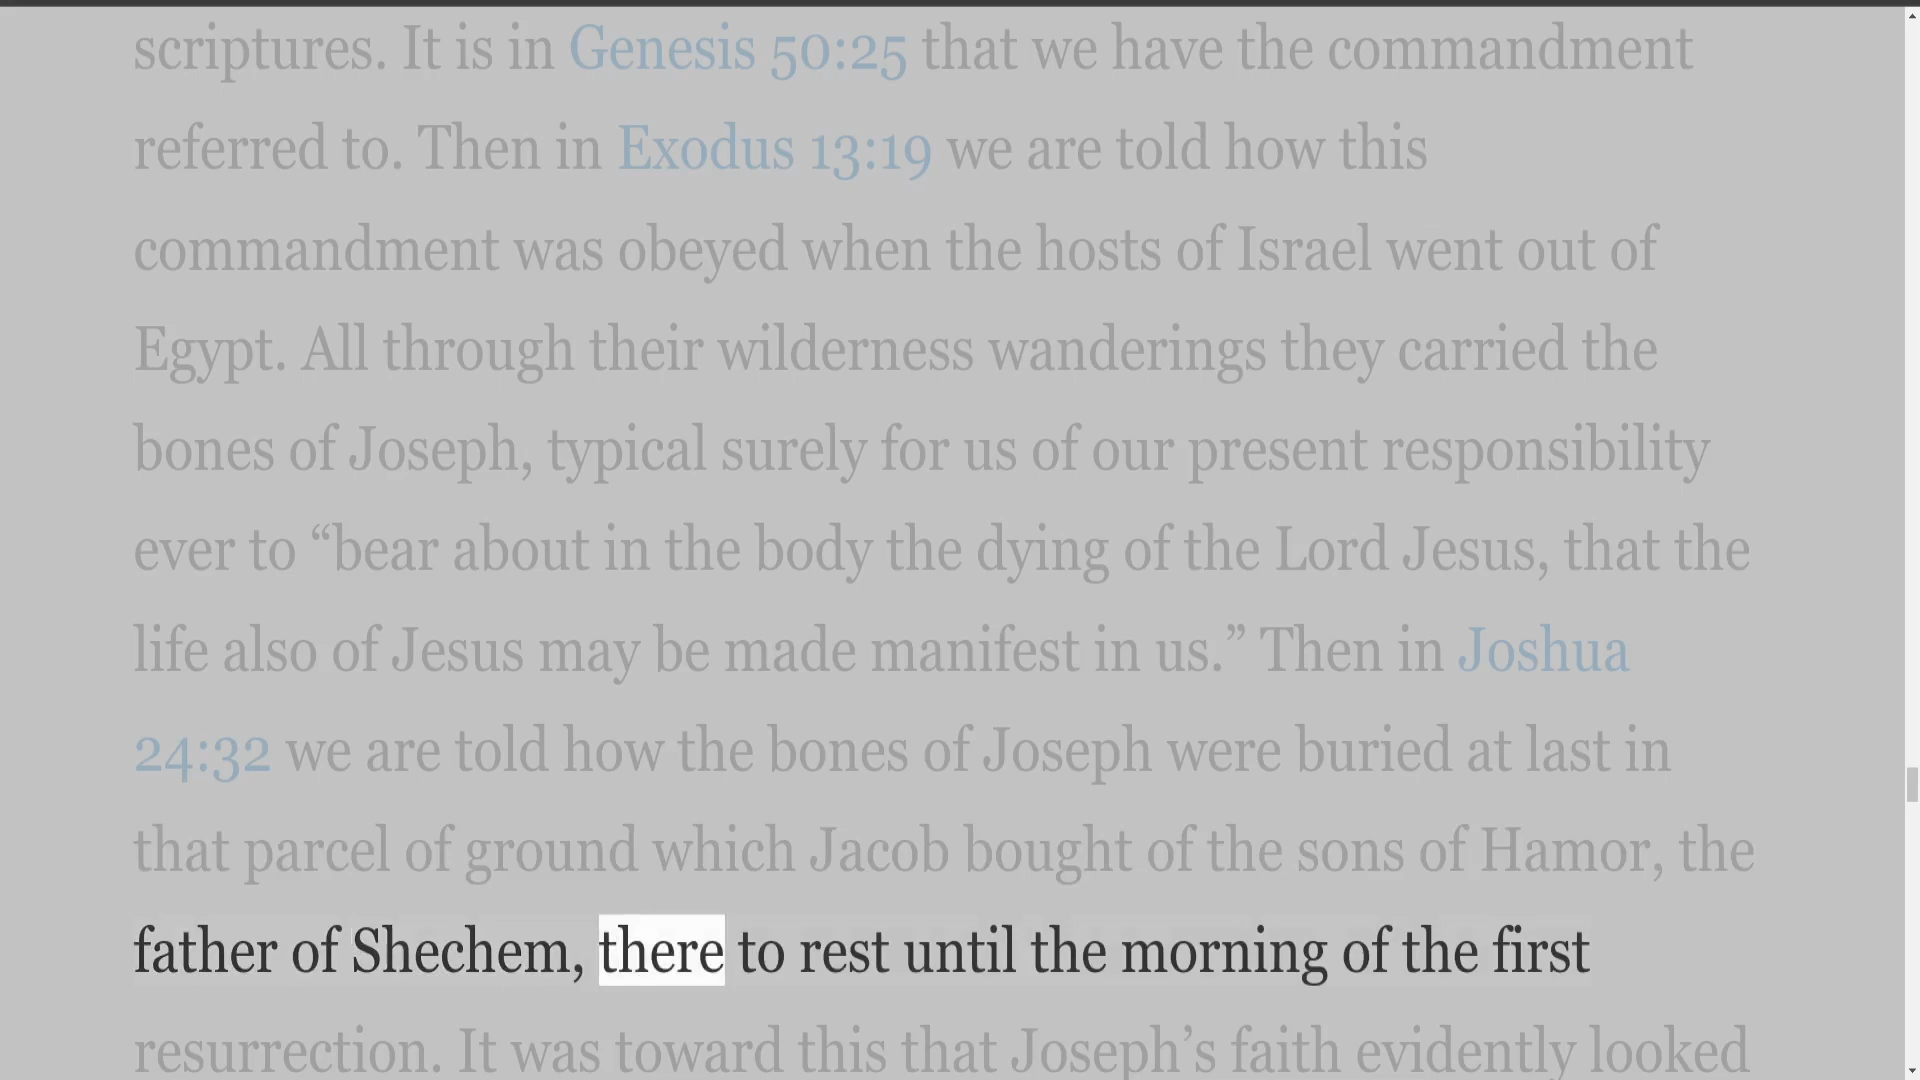 scriptures. It is in Genesis 50:25 that we have the commandment
referred to. Then in Exodus 13:19 we are told how this
commandment was obeyed when the hosts of Israel went out of
Egypt. All through their wilderness wanderings they carried the
bones of Joseph, typical surely for us of our present responsibility
ever to “bear about in the body the dying of the Lord Jesus, that the
life also of Jesus may be made manifest in us.” Then in Joshua
24:32 we are told how the bones of Joseph were buried at last in
that parcel of ground which Jacob bought of the sons of Hamor, the
father of Shechem, there to rest until the morning of the first
resurrection. It was toward this that Joseph’s faith evidently looked